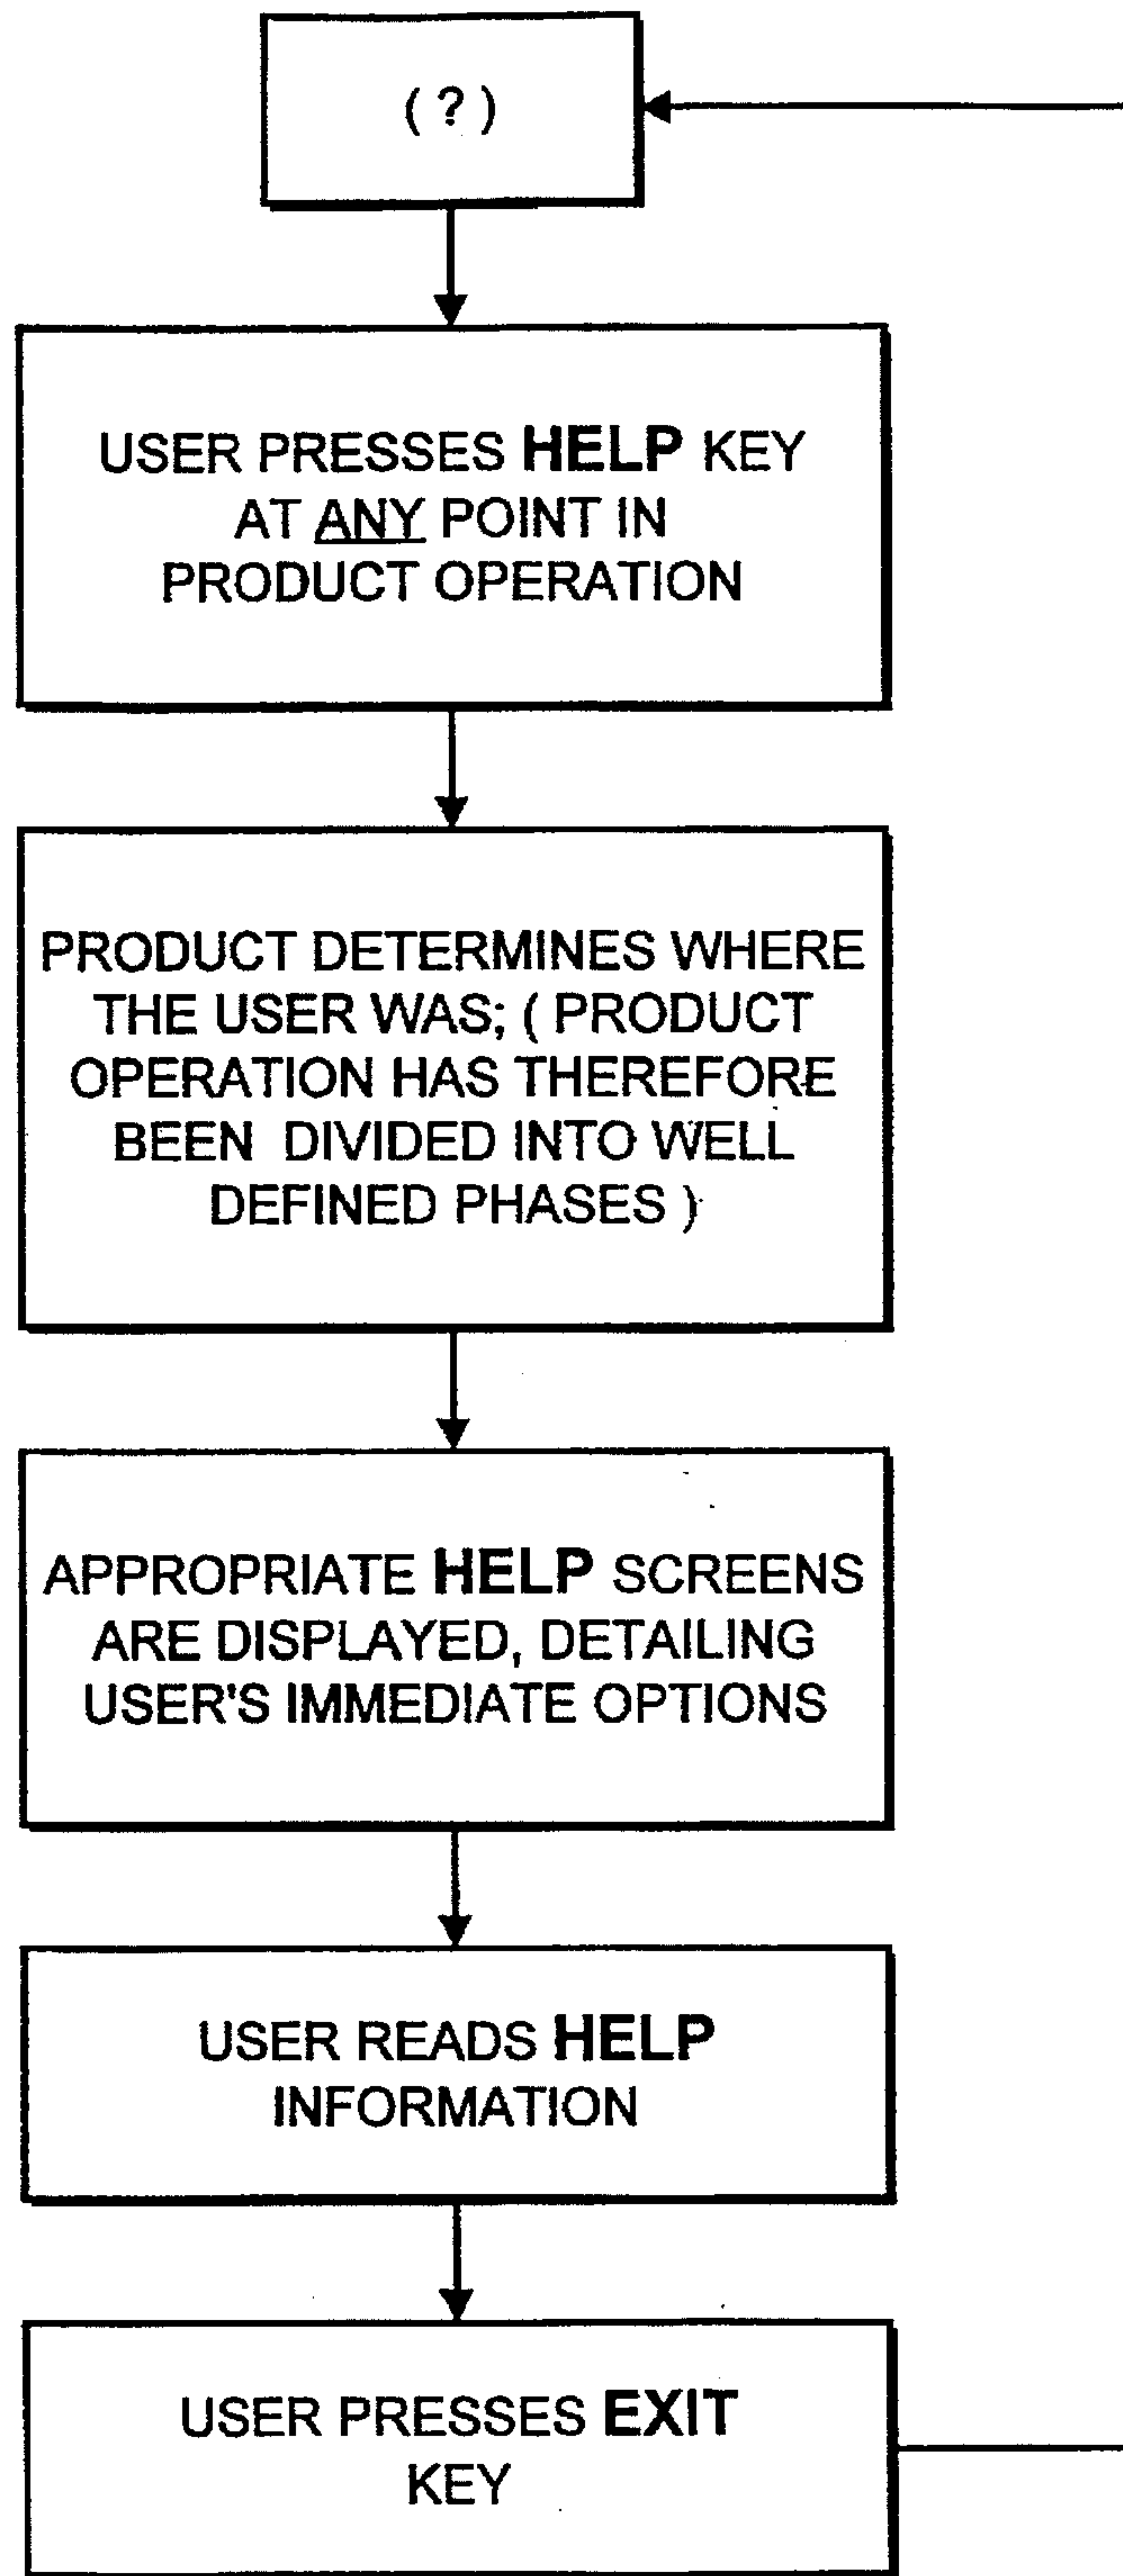 ( ? )
USER PRESSES HELP KEY
AT ANY POINT IN
PRODUCT OPERATION
PRODUCT DETERMINES WHERE
THE USER WAS; ( PRODUCT
OPERATION HAS THEREFORE
BEEN DIVIDED INTO WELL
DEFINED PHASES )
APPROPRIATE HELP SCREENS
ARE DISPLAYED, DETAILING
USER'S IMMEDIATE OPTIONS
USER READS HELP
INFORMATION
USER PRESSES EXIT
KEY